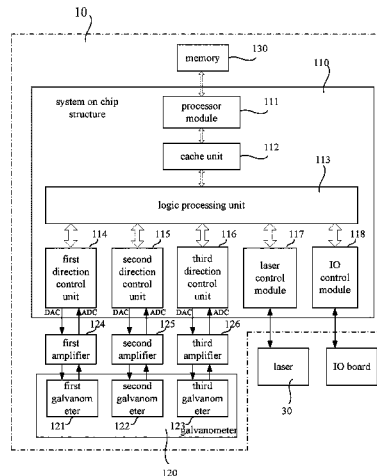 10
memory
130
110
system on chip
structure
processor
module
111
cache unit
112
113
logic processing unit
114
115
116
117
118
first
direction
control
unit
second
direction
control
unit
third
direction
control
unit
laser
control
module
IO
control
module
DAC
ADC
DAC
ADC
DAC
ADC
124
125
126
first amplifier
second amplifier
third amplifier
laser
IO board
30
first
galvanom
eter
121
second
galvanom
eter
122
third
galvanom
eter
123
galvanometer
120